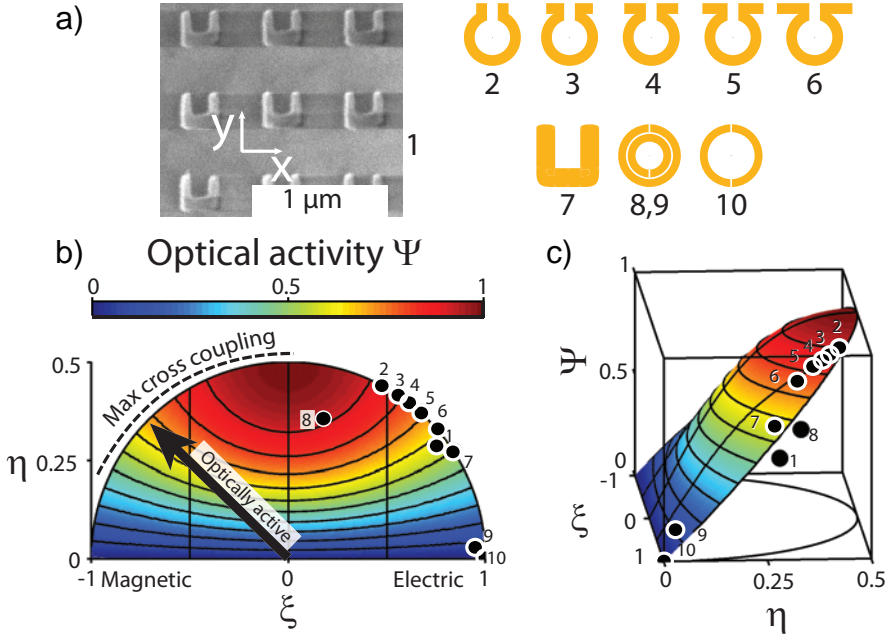 a)
y
x
1 μm
1
2 3 4 5 6
7 8,9 10
b) Optical activity Ψ
0 0.5 1
Max cross coupling
Optically active
0.5
0.25
0
η
2 3 4 5 6 1 7 8 9 10
-1 Magnetic 0 Electric 1
ξ
c)
1
0.5
0
Ψ
-1
0
1
ξ
2 3 4 5 6 7 8 1 9 10
0 0.25 0.5
η